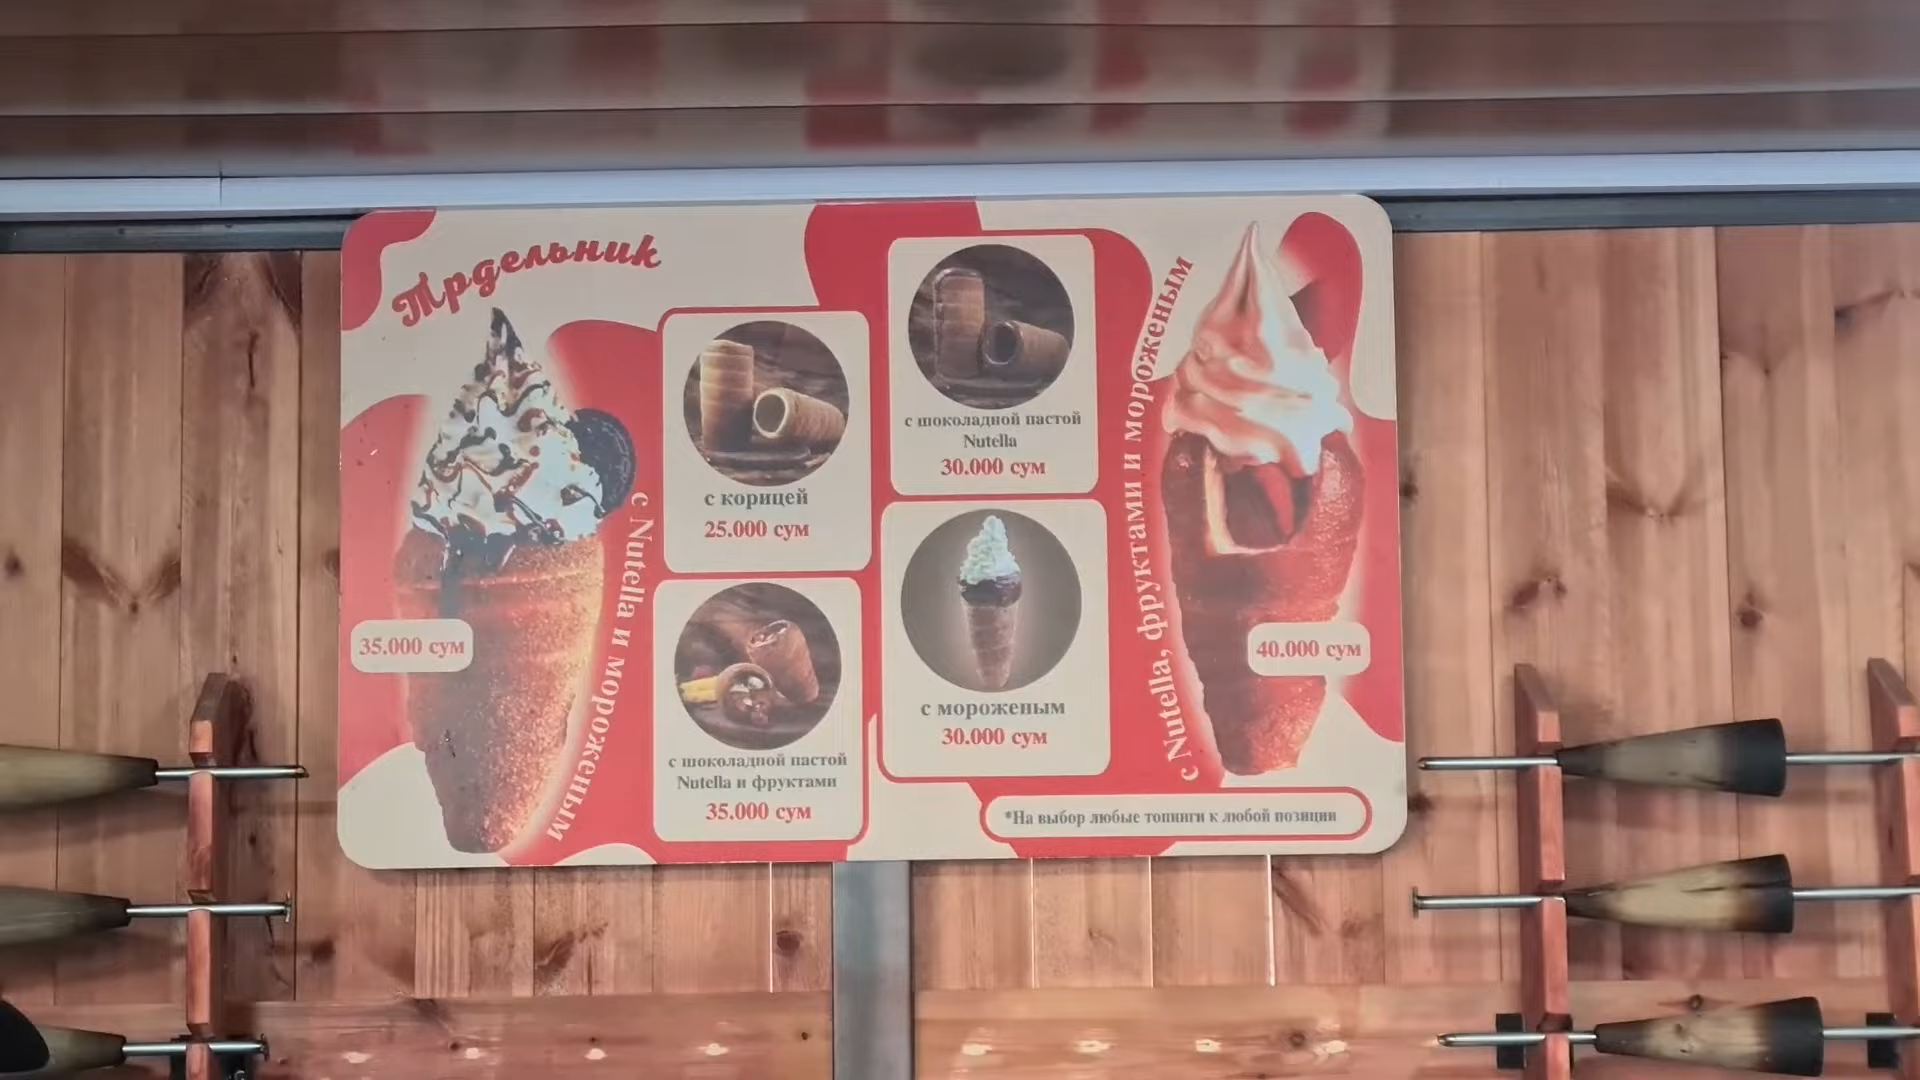 Трдельник
с Nutella и мороженым
35.000 сум
с корицей
25.000 сум
с шоколадной пастой
Nutella и фруктами
35.000 сум
с шоколадной пастой
Nutella
30.000 сум
с мороженым
30.000 сум
с Nutella, фруктами и мороженым
40.000 сум
*На выбор любые топинги к любой позиции